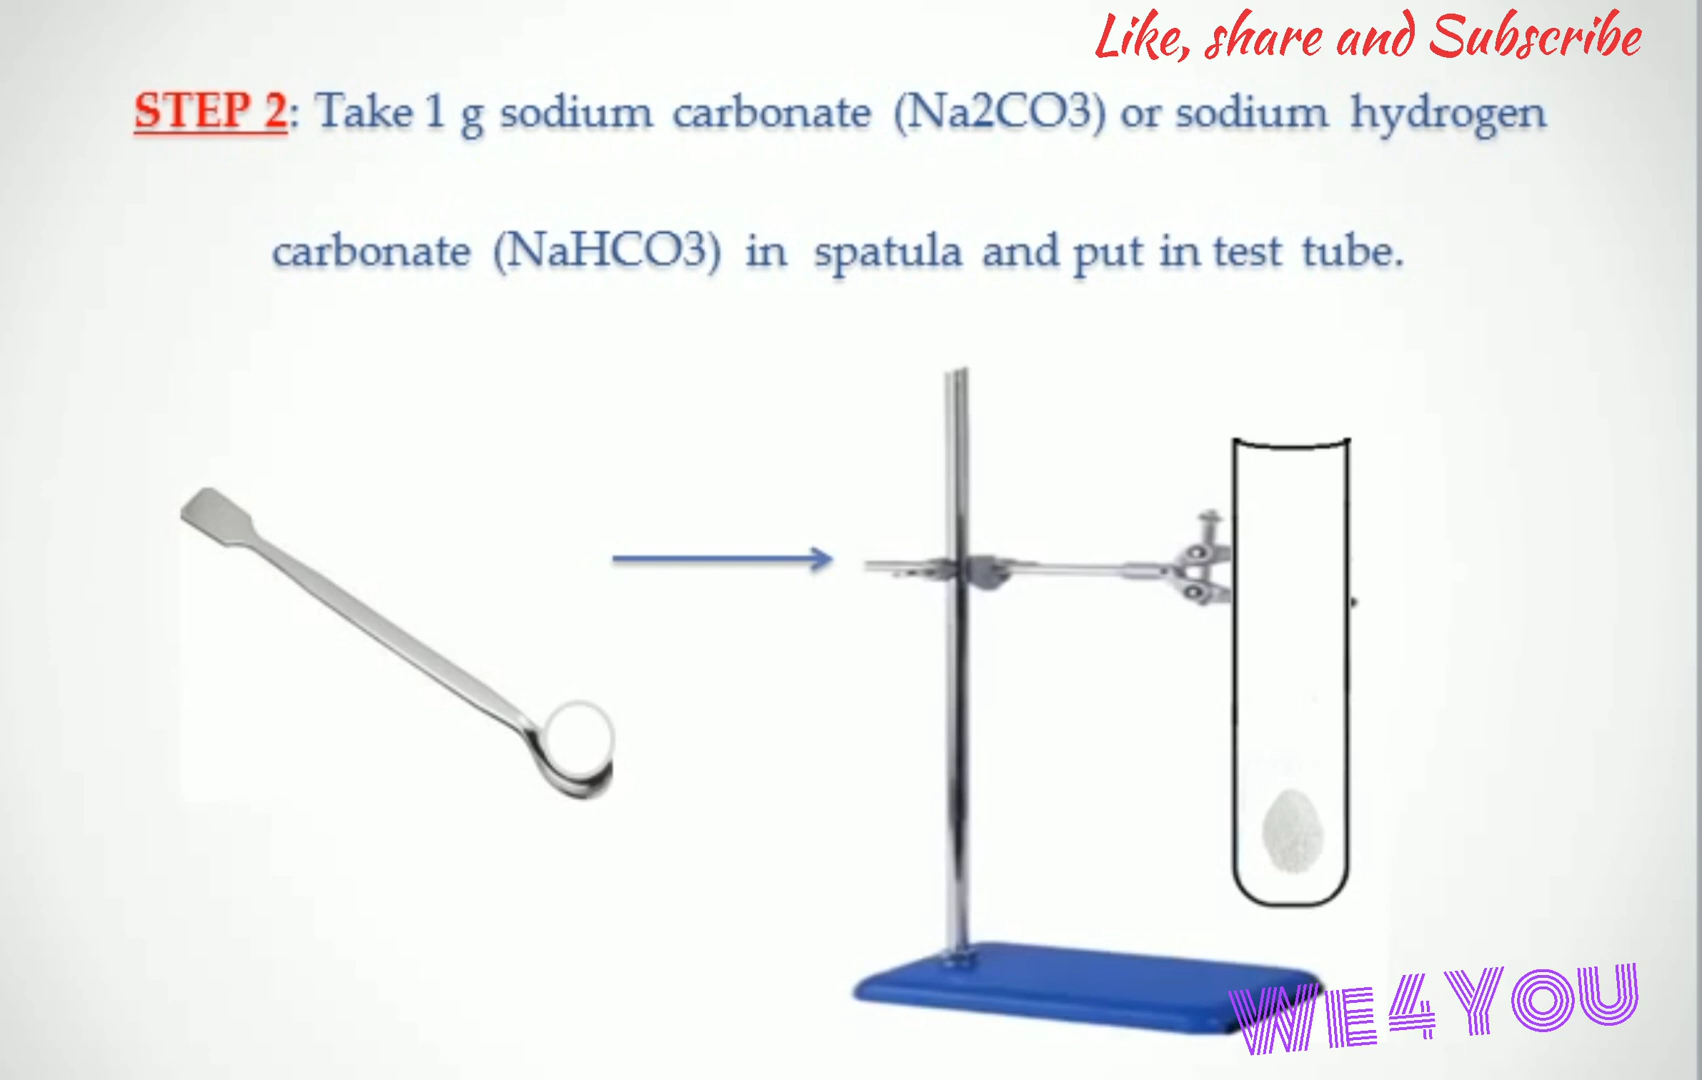 Like, share and Subscribe
STEP 2: Take 1 g sodium carbonate (Na2CO3) or sodium hydrogen
carbonate (NaHCO3) in spatula and put in test tube.
WE4YOU